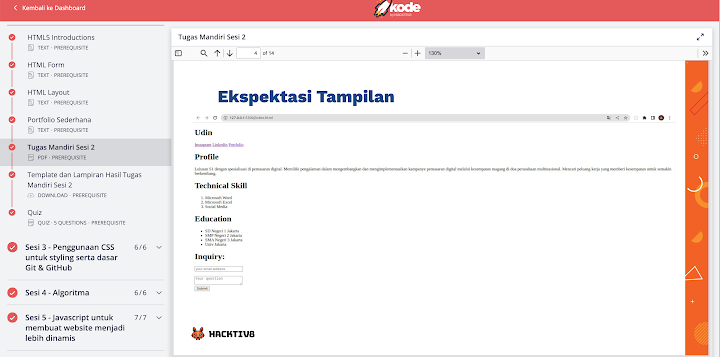 Kembali ke Dashboard
kode
HTML5 Introductions
TEXT - PREREQUISITE
HTML Form
TEXT - PREREQUISITE
HTML Layout
TEXT - PREREQUISITE
Portfolio Sederhana
TEXT - PREREQUISITE
Tugas Mandiri Sesi 2
PDF - PREREQUISITE
Template dan Lampiran Hasil Tugas
Mandiri Sesi 2
DOWNLOAD - PREREQUISITE
Quiz
QUIZ - 5 QUESTIONS - PREREQUISITE
Sesi 3 - Penggunaan CSS
untuk styling serta dasar
Git & GitHub
6/6
Sesi 4 - Algoritma
6/6
Sesi 5 - Javascript untuk
membuat website menjadi
lebih dinamis
7/7
Tugas Mandiri Sesi 2
4 of 14
130%
Ekspektasi Tampilan
Udin
Instagram LinkedIn Portfolio
Profile
Lulusan S1 dengan spesialisasi di pemasaran digital. Memiliki pengalaman dalam mengembangkan dan mengimplementasikan kampanye pemasaran digital melalui kesempatan magang di dua perusahaan multinasional. Mencari peluang kerja yang memberi kesempatan untuk semakin
berkembang.
Technical Skill
1. Microsoft Word
2. Microsoft Excel
3. Social Media
Education
SD Negeri 1 Jakarta
SMP Negeri 2 Jakarta
SMA Negeri 3 Jakarta
Univ Jakarta
Inquiry:
your email address
Your question
Submit
HACKTIV8